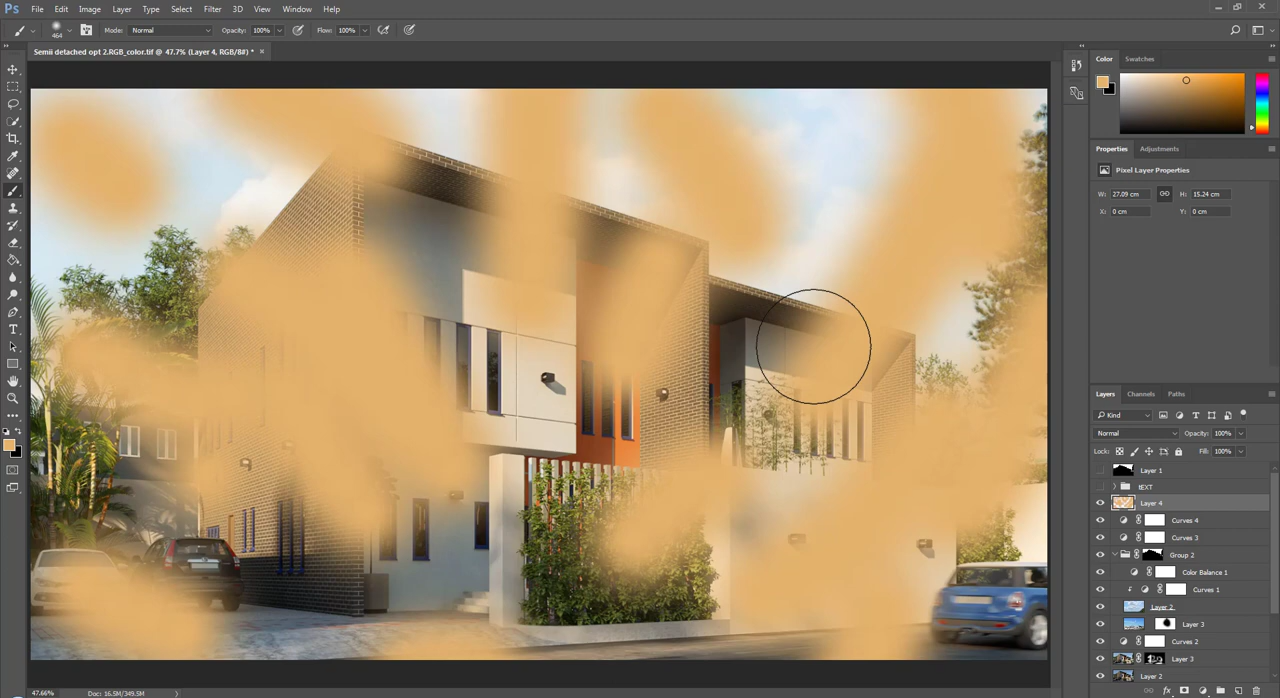 Ps File Edit Image Layer Type Select Filter 3D View Window Help
464 Mode: Normal Opacity: 100% Flow: 100%
Semii detached opt 2.RGB_color.tif @ 47.7% (Layer 4, RGB/8#) * ×
Color Swatches
Properties Adjustments
Pixel Layer Properties
W: 27.09 cm H: 15.24 cm
X: 0 cm Y: 0 cm
Layers Channels Paths
Kind
Normal Opacity: 100%
Lock: Fill: 100%
Layer 1
tEXT
Layer 4
Curves 4
Curves 3
Group 2
Color Balance 1
Curves 1
Layer 2
Layer 3
Curves 2
Layer 3
Layer 2
fx
47.66% Doc: 16.5M/349.5M